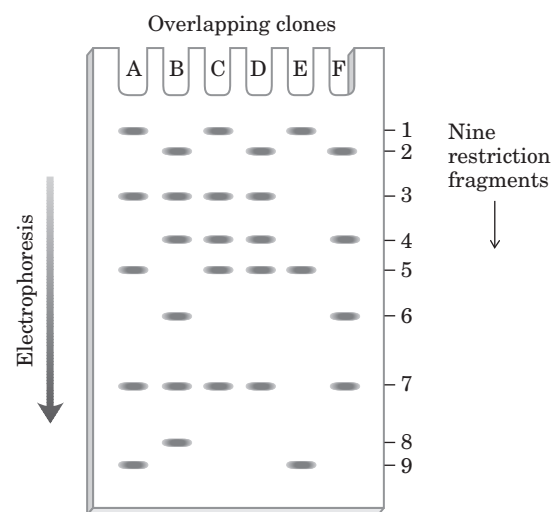 Overlapping clones
A B C D E F
1
2
Nine
restriction
fragments
3
4
5
6
7
8
9
Electrophoresis